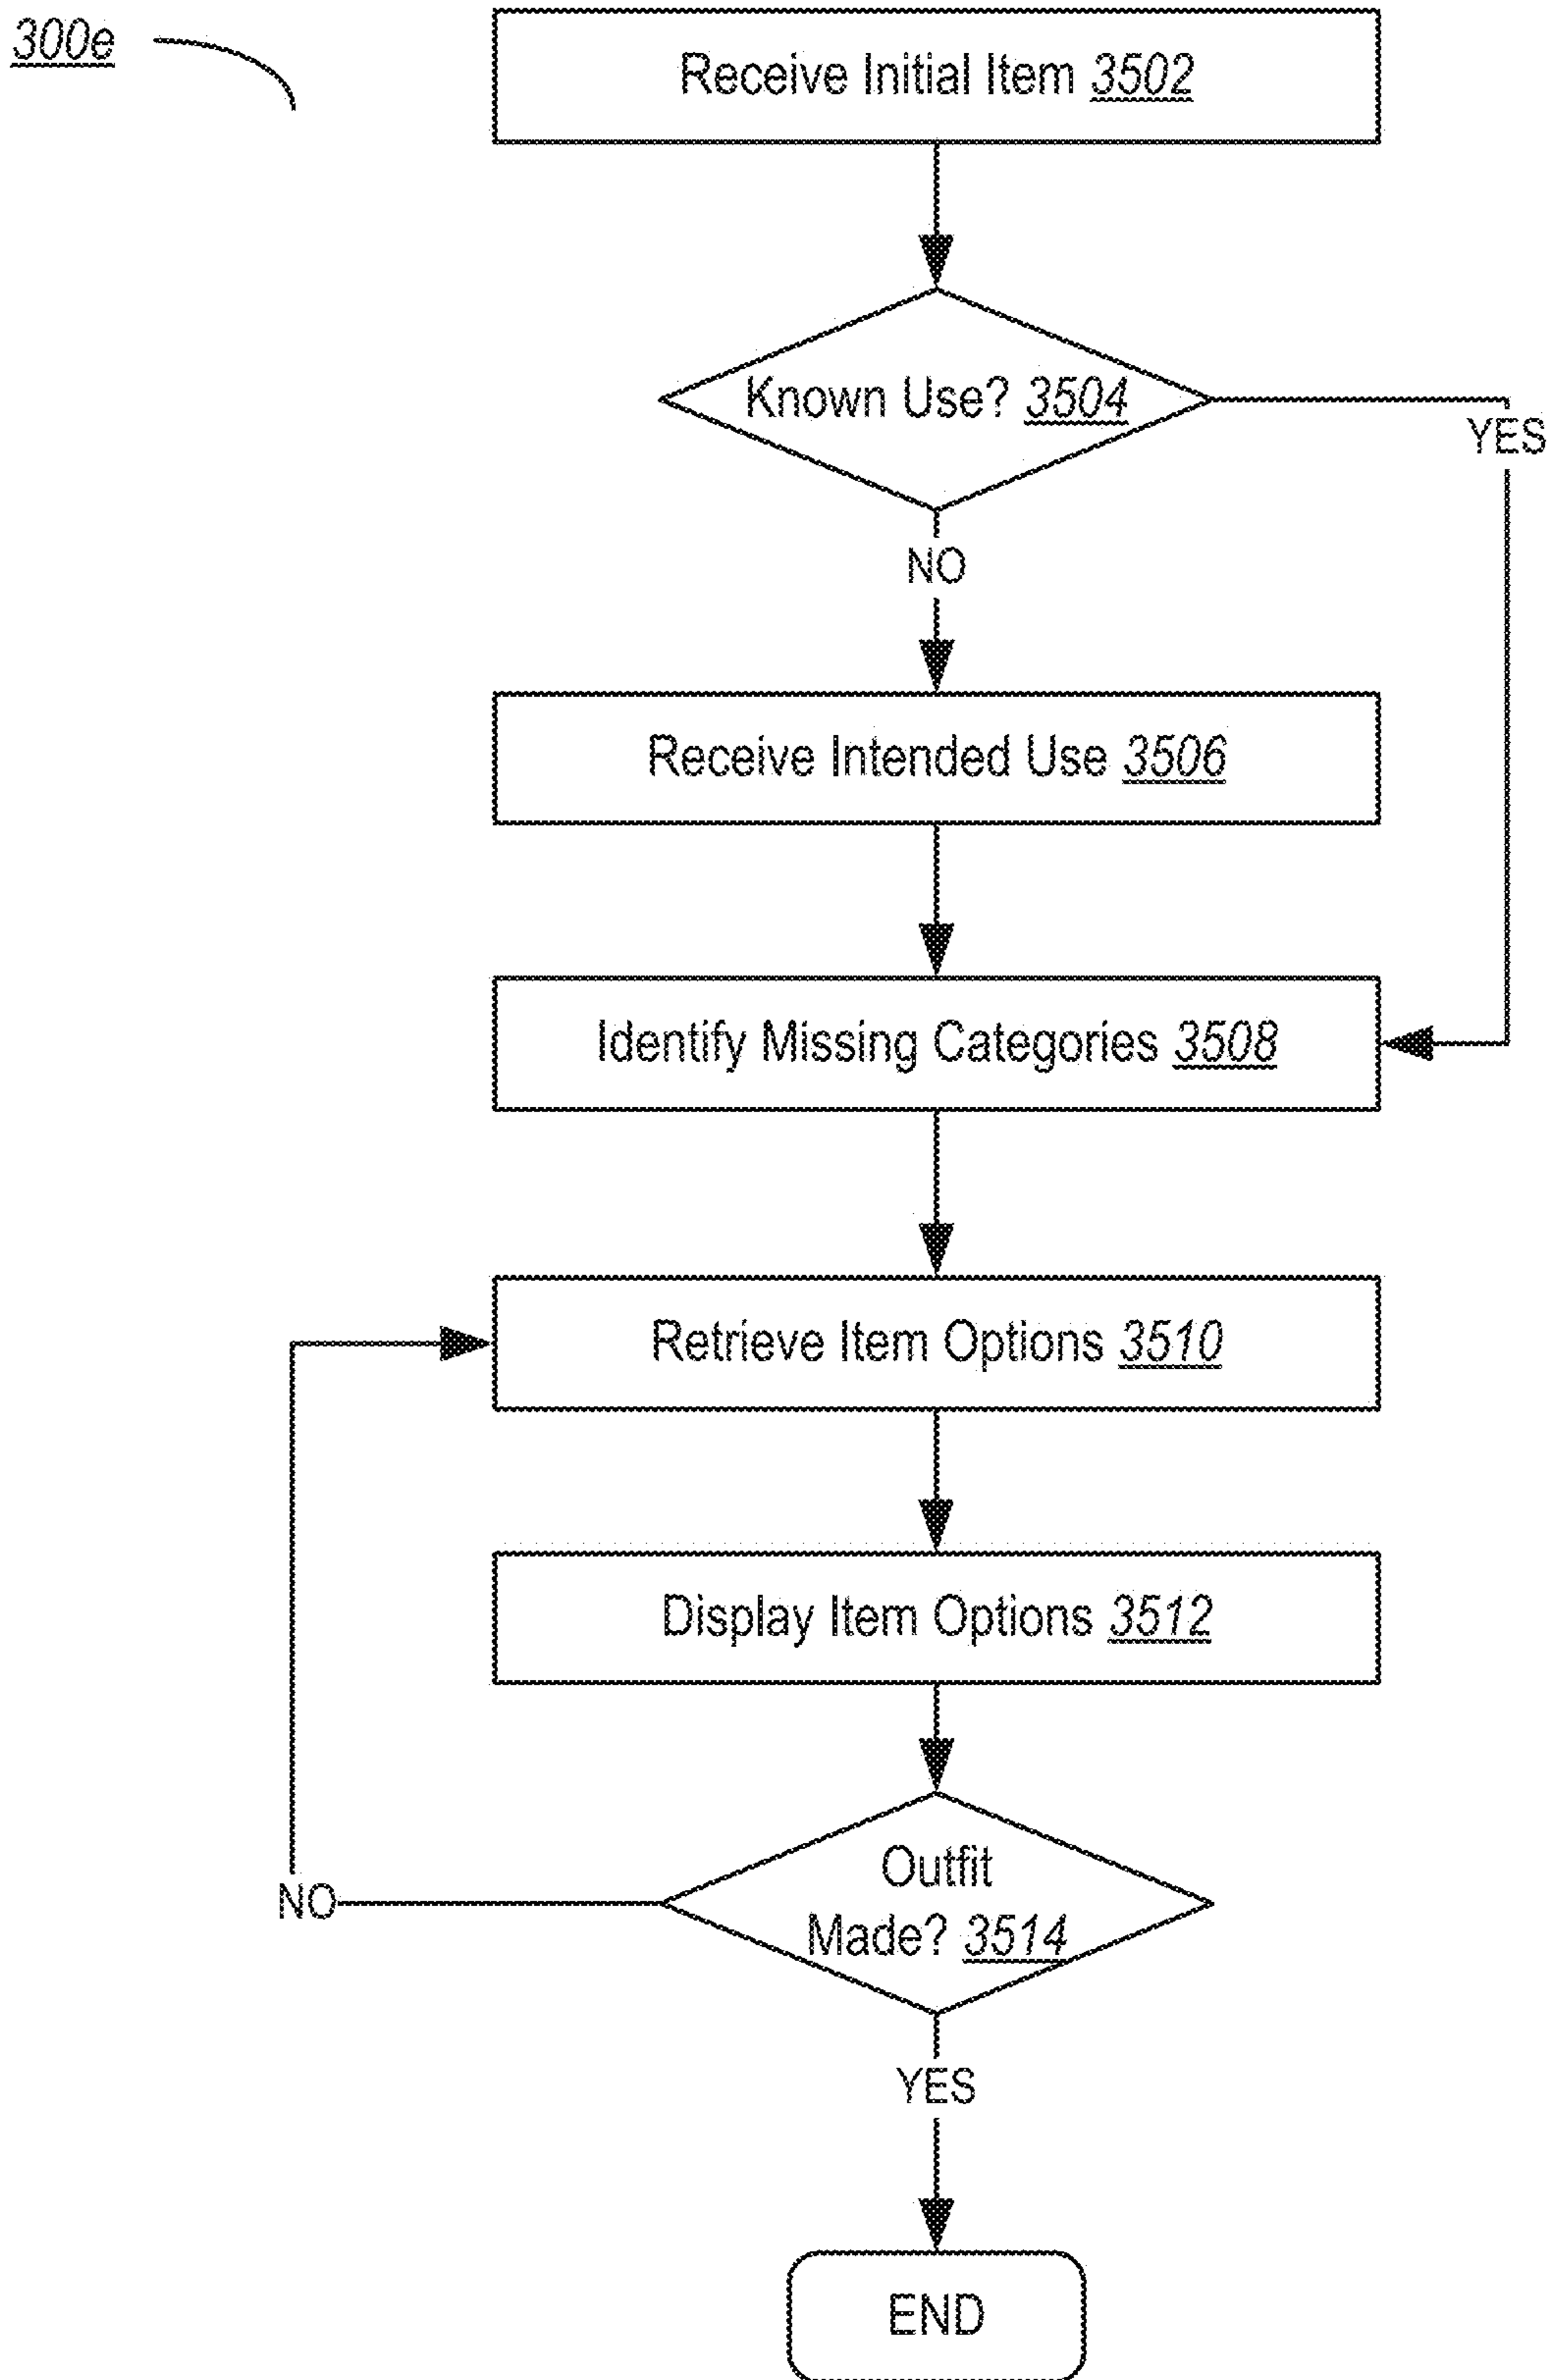 300e
Receive Initial Item 3502
Known Use? 3504
YES
NO
Receive Intended Use 3506
Identify Missing Categories 3508
Retrieve Item Options 3510
Display Item Options 3512
Outfit
Made? 3514
NO
YES
END